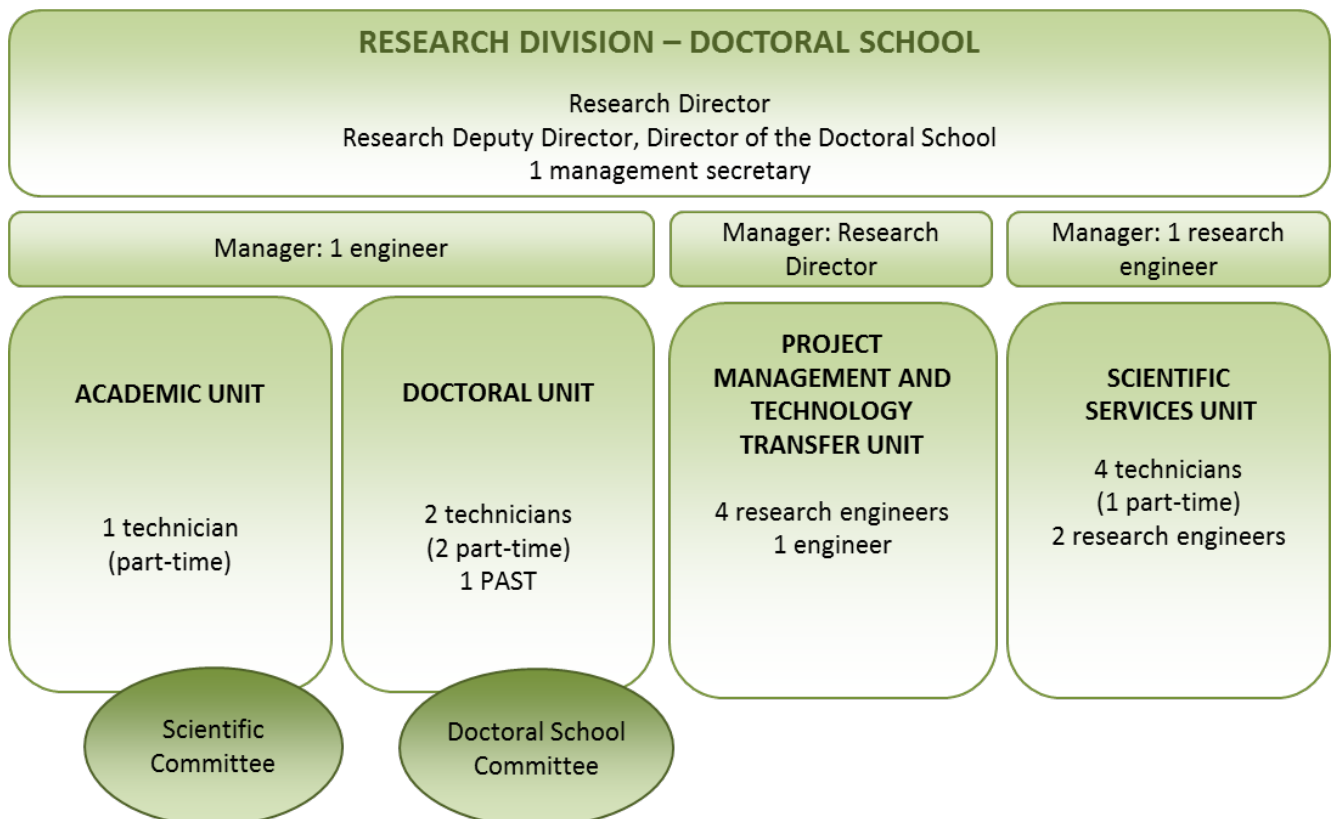 RESEARCH DIVISION – DOCTORAL SCHOOL
Research Director
Research Deputy Director, Director of the Doctoral School
1 management secretary
Manager: 1 engineer
Manager: Research
Director
Manager: 1 research
engineer
ACADEMIC UNIT
1 technician
(part-time)
DOCTORAL UNIT
2 technicians
(2 part-time)
1 PAST
PROJECT
MANAGEMENT AND
TECHNOLOGY
TRANSFER UNIT
4 research engineers
1 engineer
SCIENTIFIC
SERVICES UNIT
4 technicians
(1 part-time)
2 research engineers
Scientific
Committee
Doctoral School
Committee